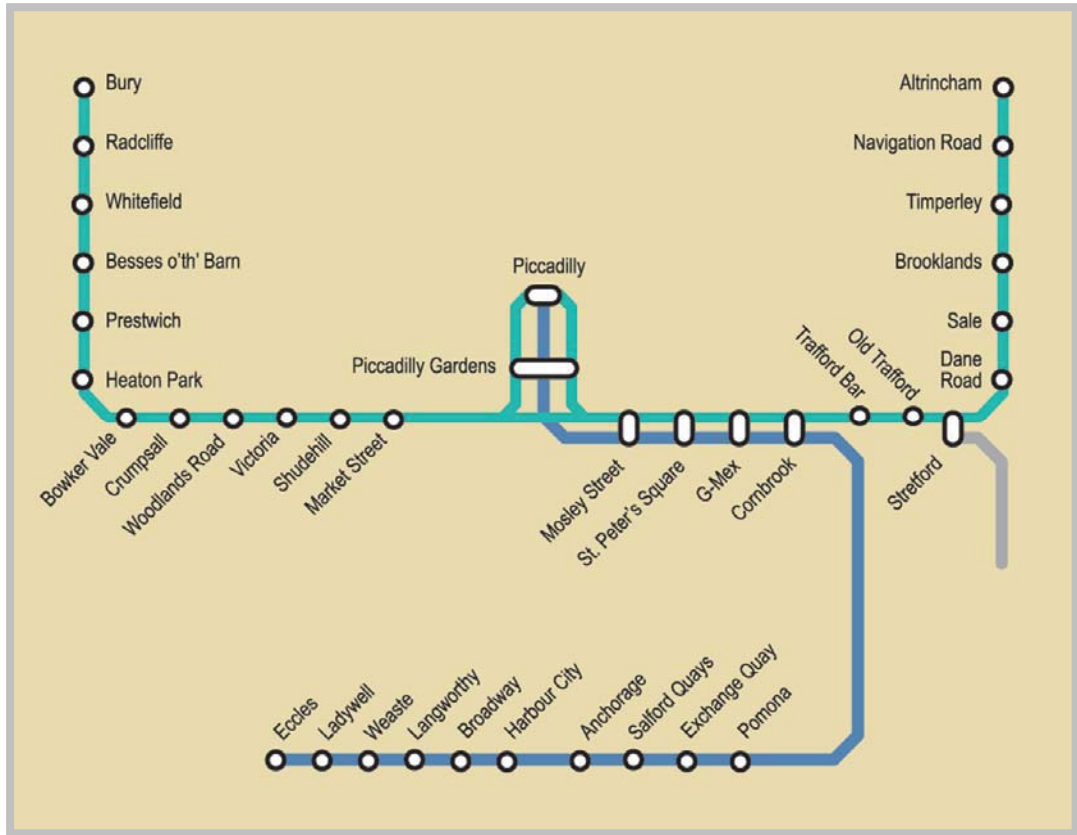 Bury
Radcliffe
Whitefield
Besses o'th' Barn
Prestwich
Heaton Park
Bowker Vale
Crumpsall
Woodlands Road
Victoria
Shudehill
Market Street
Piccadilly
Piccadilly Gardens
Mosley Street
St. Peter's Square
G-Mex
Cornbrook
Trafford Bar
Old Trafford
Stretford
Altrincham
Navigation Road
Timperley
Brooklands
Sale
Dane
Road
Eccles
Ladywell
Weaste
Langworthy
Broadway
Harbour City
Anchorage
Salford Quays
Exchange Quay
Pomona